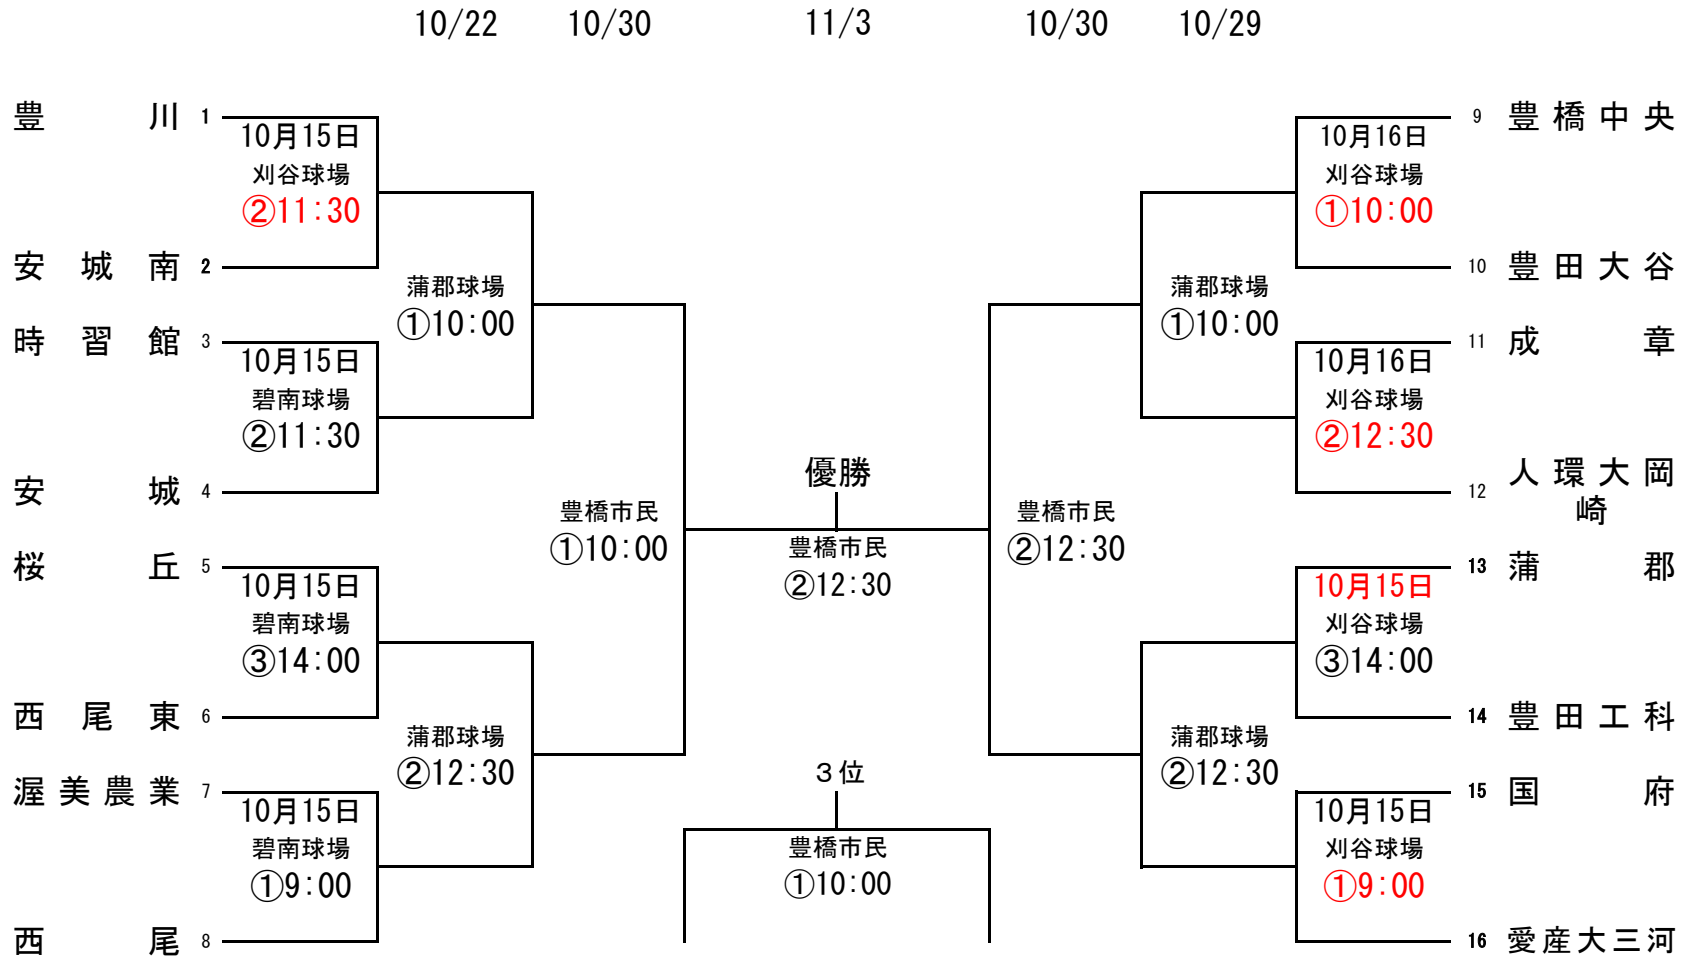 10/22 10/30 11/3 10/30 10/29
豊川 1
10月15日
刈谷球場
②11:30
安城南 2
蒲郡球場
①10:00
時習館 3
10月15日
碧南球場
②11:30
安城 4
豊橋市民
①10:00
桜丘 5
10月15日
碧南球場
③14:00
西尾東 6
蒲郡球場
②12:30
渥美農業 7
10月15日
碧南球場
①9:00
西尾 8
優勝
豊橋市民
②12:30
3位
豊橋市民
①10:00
9 豊橋中央
10月16日
刈谷球場
①10:00
10 豊田大谷
蒲郡球場
①10:00
11 成章
10月16日
刈谷球場
②12:30
12 人環大岡
崎
豊橋市民
②12:30
13 蒲郡
10月15日
刈谷球場
③14:00
14 豊田工科
蒲郡球場
②12:30
15 国府
10月15日
刈谷球場
①9:00
16 愛産大三河